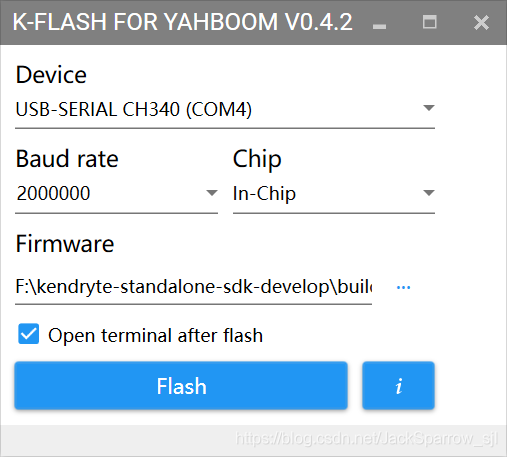 K-FLASH FOR YAHBOOM V0.4.2
Device
USB-SERIAL CH340 (COM4)
Baud rate Chip
2000000 In-Chip
Firmware
F:\kendryte-standalone-sdk-develop\build ...
Open terminal after flash
Flash i
https://blog.csdn.net/JackSparrow_sjl